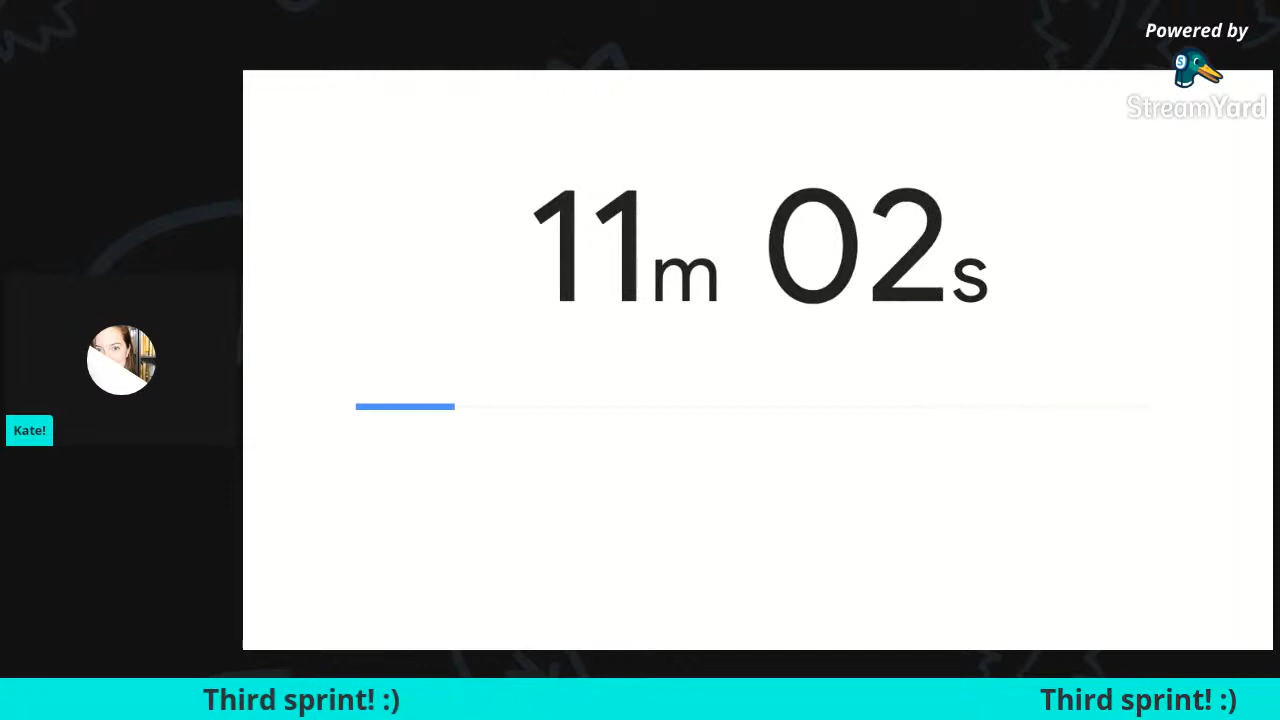 Powered by
StreamYard
11m 02s
Kate!
Third sprint! :) Third sprint! :)